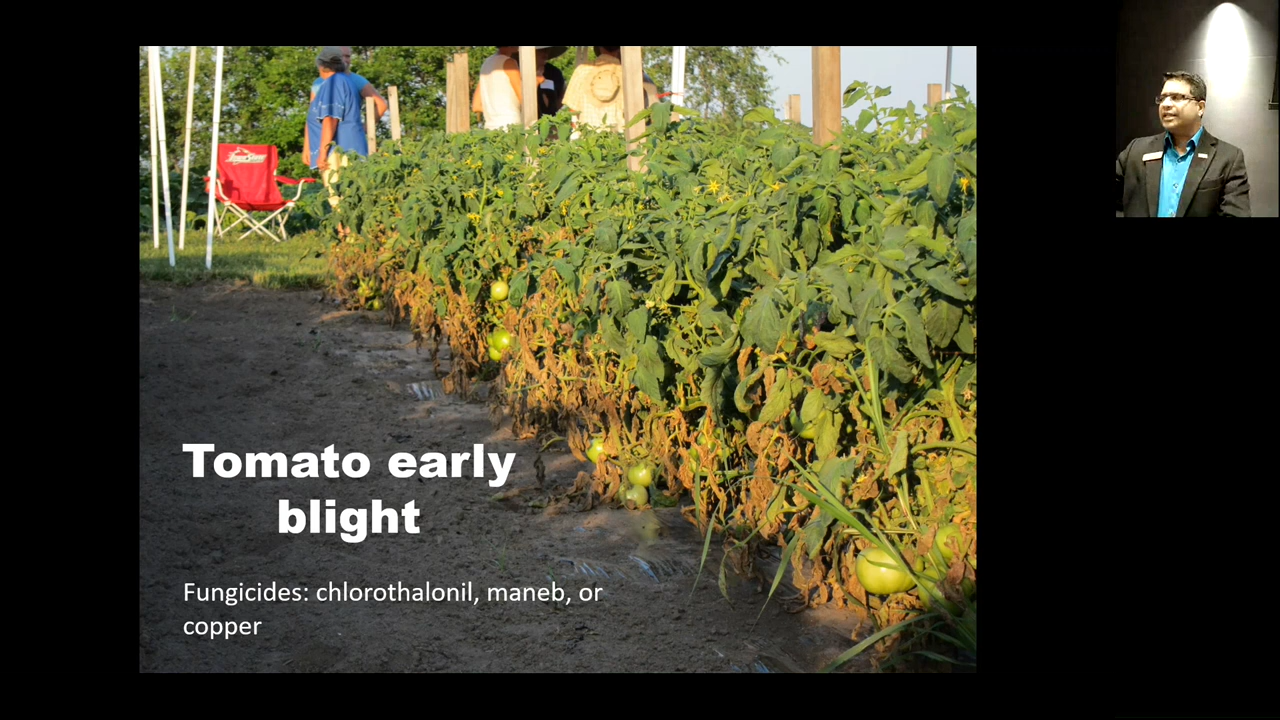 Tomato early
blight
Fungicides: chlorothalonil, maneb, or
copper